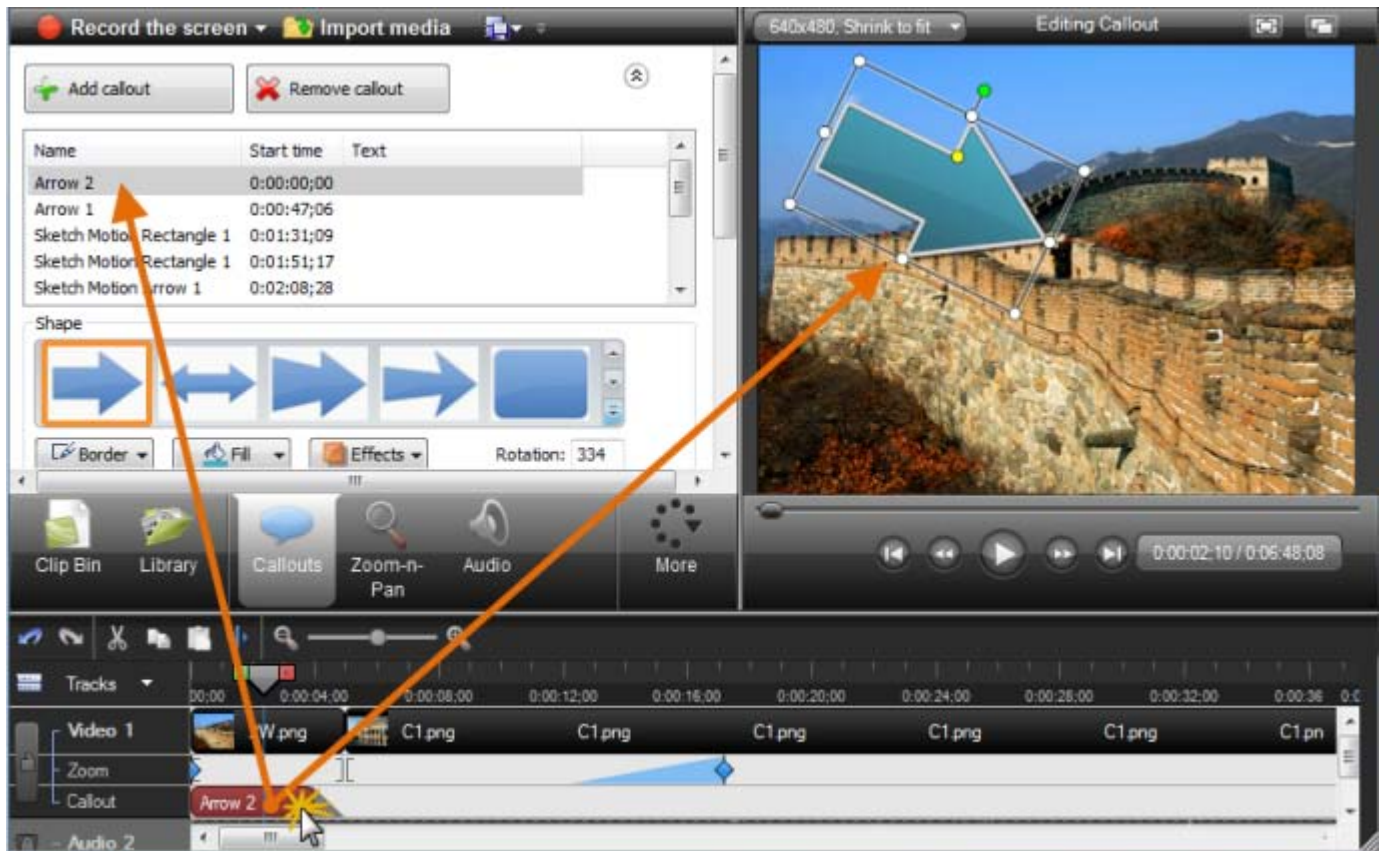 Record the screen Import media
640x480, Shrink to fit Editing Callout
Add callout Remove callout
Name Start time Text
Arrow 2 0:00:00;00
Arrow 1 0:00:47;06
Sketch Motion Rectangle 1 0:01:31;09
Sketch Motion Rectangle 1 0:01:51;17
Sketch Motion Arrow 1 0:02:08;28
Shape
Border Fill Effects Rotation: 334
Clip Bin Library Callouts Zoom-n-Pan Audio More
0:00:02;10 / 0:06:48;08
Tracks 00;00 0:00:04;00 0:00:08;00 0:00:12;00 0:00:16;00 0:00:20;00 0:00:24;00 0:00:28;00 0:00:32;00 0:00:36
Video 1 W.png C1.png C1.png C1.png C1.png C1.png C1.pn
Zoom
Callout Arrow 2
Audio 2